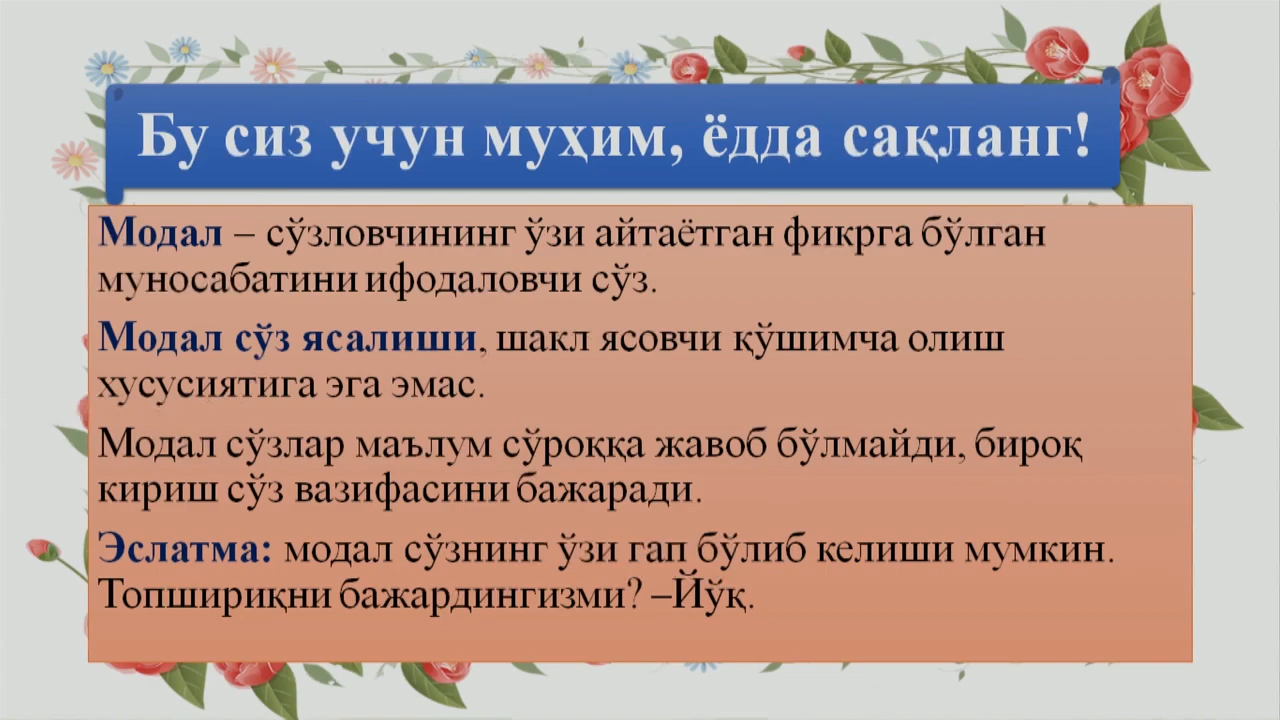 Бу сиз учун муҳим, ёдда сақланг!
Модал – сўзловчининг ўзи айтаётган фикрга бўлган
муносабатини ифодаловчи сўз.
Модал сўз ясалиши, шакл ясовчи қўшимча олиш
хусусиятига эга эмас.
Модал сўзлар маълум сўроққа жавоб бўлмайди, бироқ
кириш сўз вазифасини бажаради.
Эслатма: модал сўзнинг ўзи гап бўлиб келиши мумкин.
Топшириқни бажардингизми? –Йўқ.